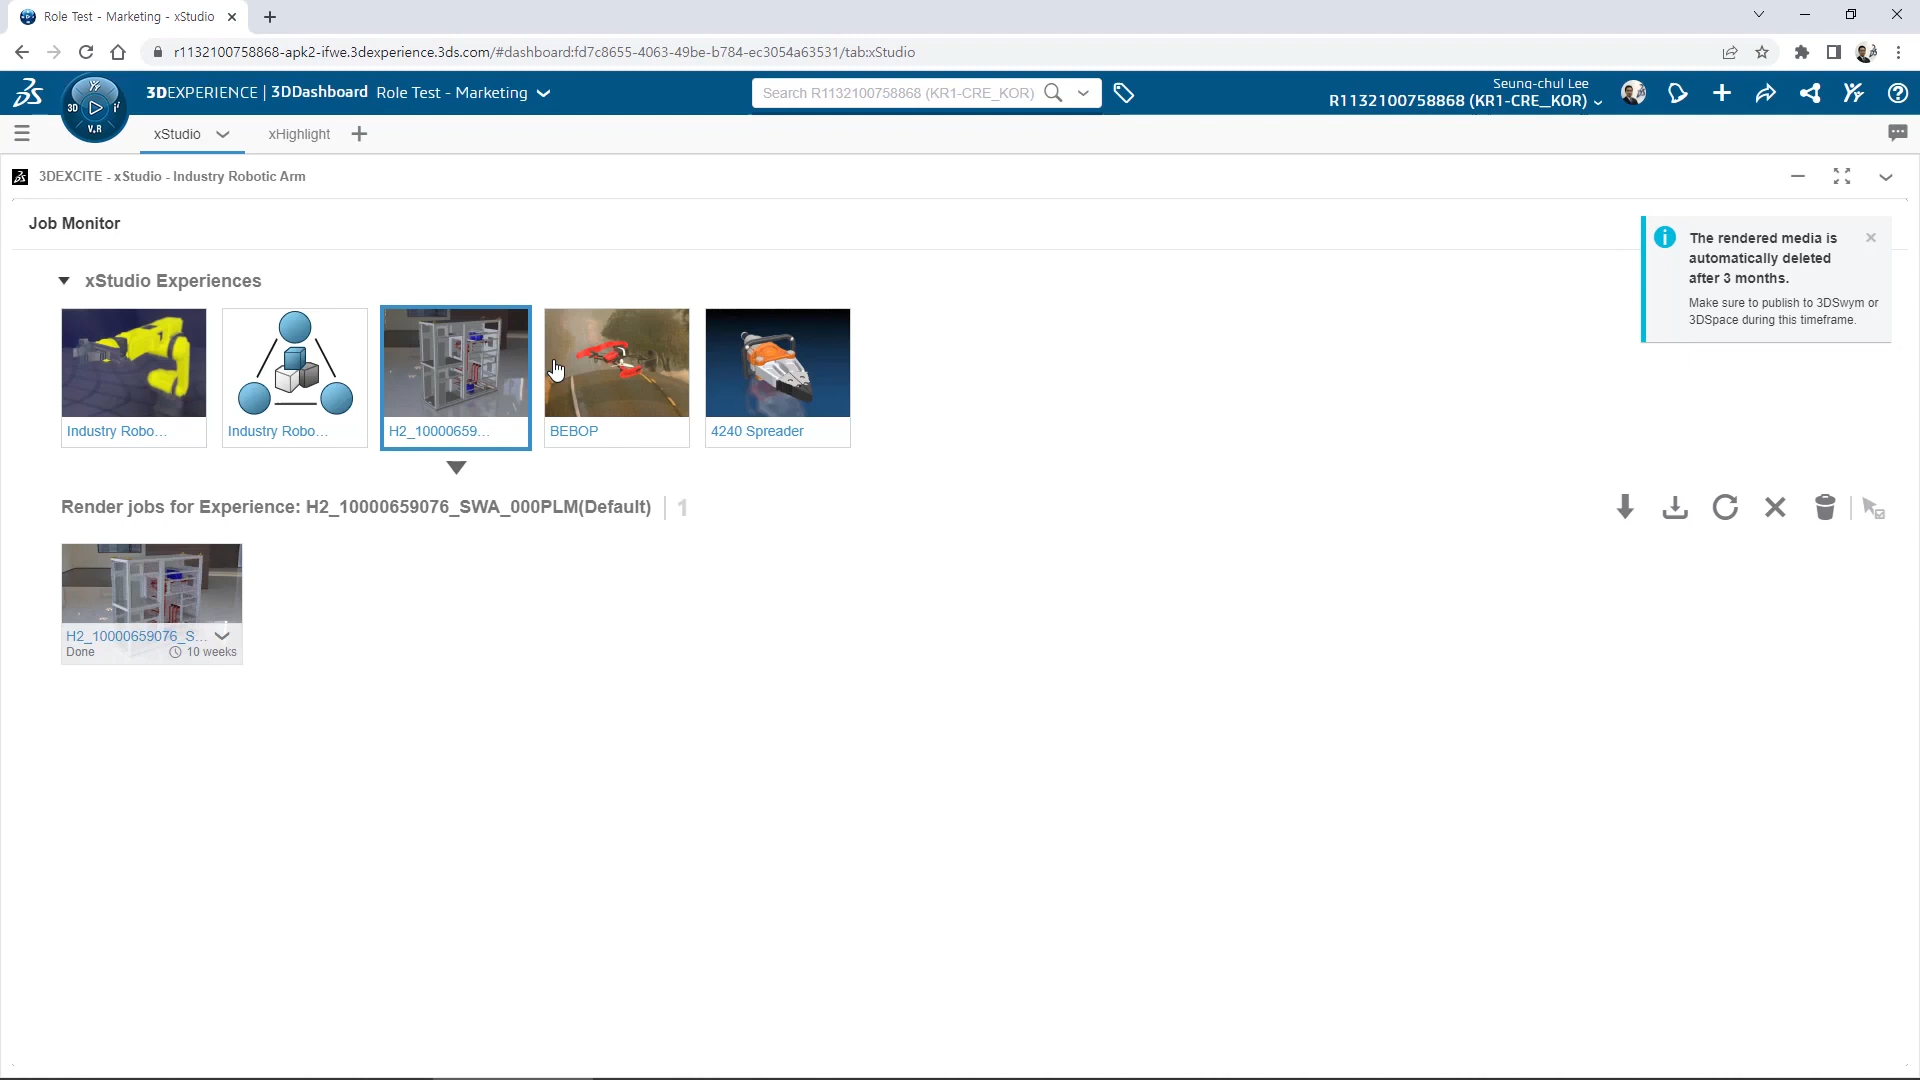 Role Test - Marketing - xStudio
r1132100758868-apk2-ifwe.3dexperience.3ds.com/#dashboard:fd7c8655-4063-49be-b784-ec3054a63531/tab:xStudio
3D
V.R
3DEXPERIENCE | 3DDashboard Role Test - Marketing
Search R1132100758868 (KR1-CRE_KOR)
Seung-chul Lee
R1132100758868 (KR1-CRE_KOR)
xStudio
xHighlight
3DEXCITE - xStudio - Industry Robotic Arm
Job Monitor
The rendered media is
automatically deleted
after 3 months.
Make sure to publish to 3DSwym or
3DSpace during this timeframe.
xStudio Experiences
Industry Robo...
Industry Robo...
H2_10000659...
BEBOP
4240 Spreader
Render jobs for Experience: H2_10000659076_SWA_000PLM(Default) 1
H2_10000659076_S...
Done 10 weeks